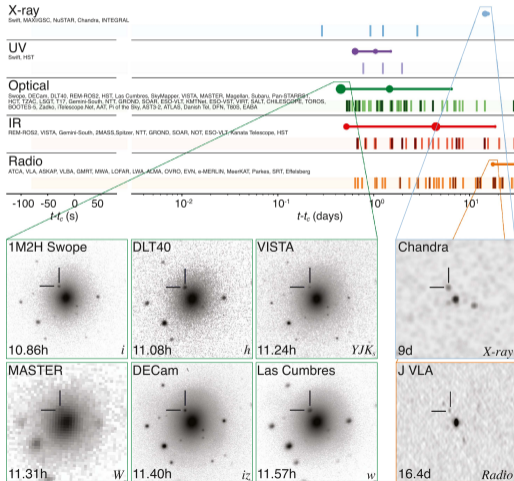 X-ray
Swift, MAXI/GSC, NuSTAR, Chandra, INTEGRAL
UV
Swift, HST
Optical
Swope, DECam, DLT40, REM-ROS2, HST, Las Cumbres, SkyMapper, VISTA, MASTER, Magellan, Subaru, Pan-STARRS1,
HCT, TZAC, LSGT, T17, Gemini-South, NTT, GROND, SOAR, ESO-VLT, KMTNet, ESO-VST, VIRT, SALT, CHILESCOPE, TOROS,
BOOTES-5, Zadko, iTelescope.Net, AAT, Pi of the Sky, AST3-2, ATLAS, Danish Tel, DFN, T80S, EABA
IR
REM-ROS2, VISTA, Gemini-South, 2MASS,Spitzer, NTT, GROND, SOAR, NOT, ESO-VLT, Kanata Telescope, HST
Radio
ATCA, VLA, ASKAP, VLBA, GMRT, MWA, LOFAR, LWA, ALMA, OVRO, EVN, e-MERLIN, MeerKAT, Parkes, SRT, Effelsberg
-100 -50 0 50 10⁻² 10⁻¹ 10⁰ 10¹
t-tc (s) t-tc (days)
1M2H Swope DLT40 VISTA Chandra
10.86h i 11.08h h 11.24h YJKs 9d X-ray
MASTER DECam Las Cumbres J VLA
11.31h W 11.40h iz 11.57h w 16.4d Radio